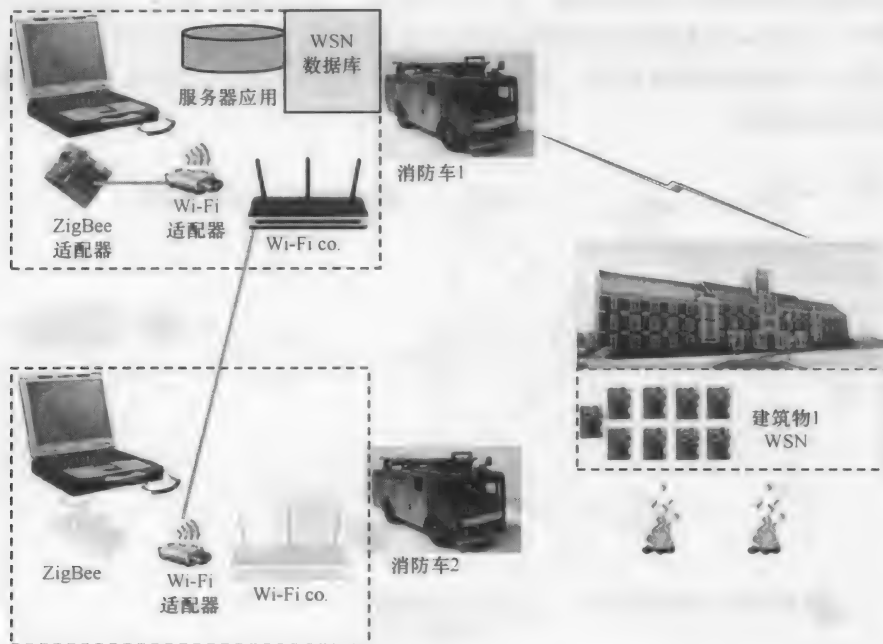 WSN
数据库
服务器应用
消防车1
ZigBee
适配器
Wi-Fi
适配器
Wi-Fi co.
建筑物1
WSN
ZigBee
Wi-Fi
适配器
Wi-Fi co.
消防车2